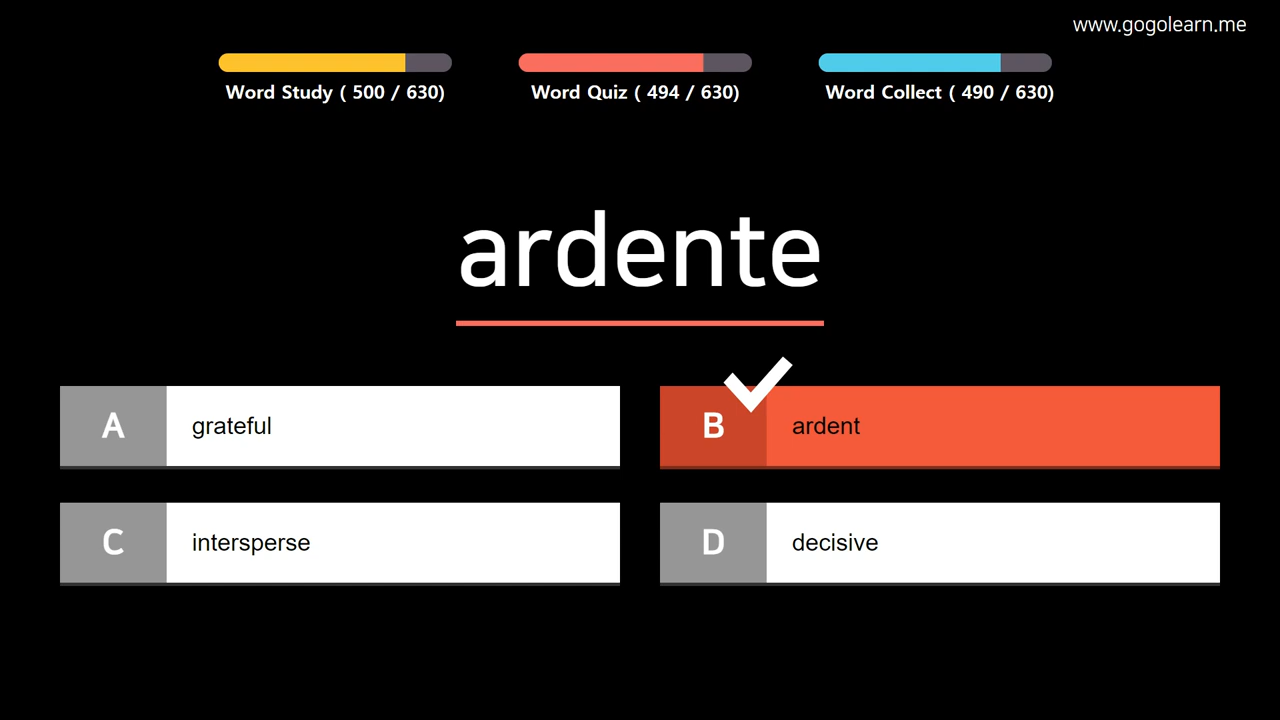 www.gogolearn.me
Word Study ( 500 / 630)
Word Quiz ( 494 / 630)
Word Collect ( 490 / 630)
ardente
A grateful
B ardent
C intersperse
D decisive